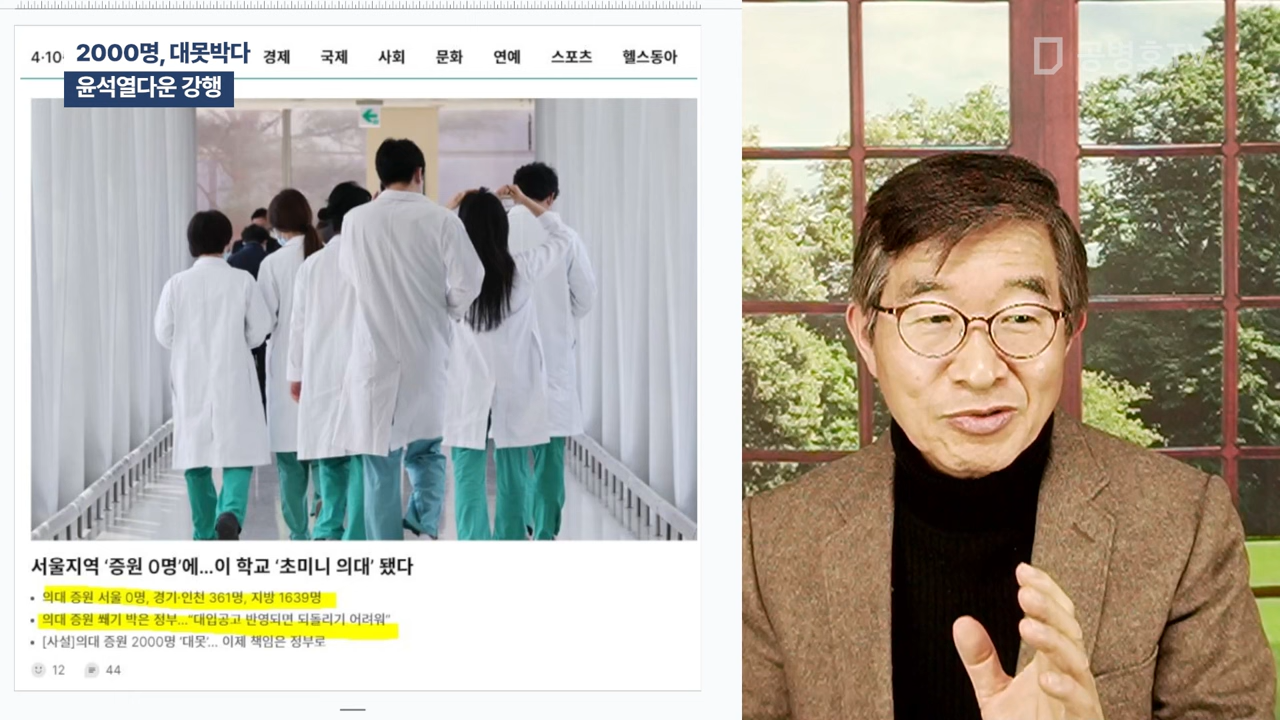 2000명, 대못박다
윤석열다운 강행
4·10
경제 국제 사회 문화 연예 스포츠 헬스동아
서울지역 '증원 0명'에...이 학교 '초미니 의대' 됐다
의대 증원 서울 0명, 경기·인천 361명, 지방 1639명
의대 증원 쐐기 박은 정부..."대입공고 반영되면 되돌리기 어려워"
[사설]의대 증원 2000명 '대못'... 이제 책임은 정부로
12 44
공병호